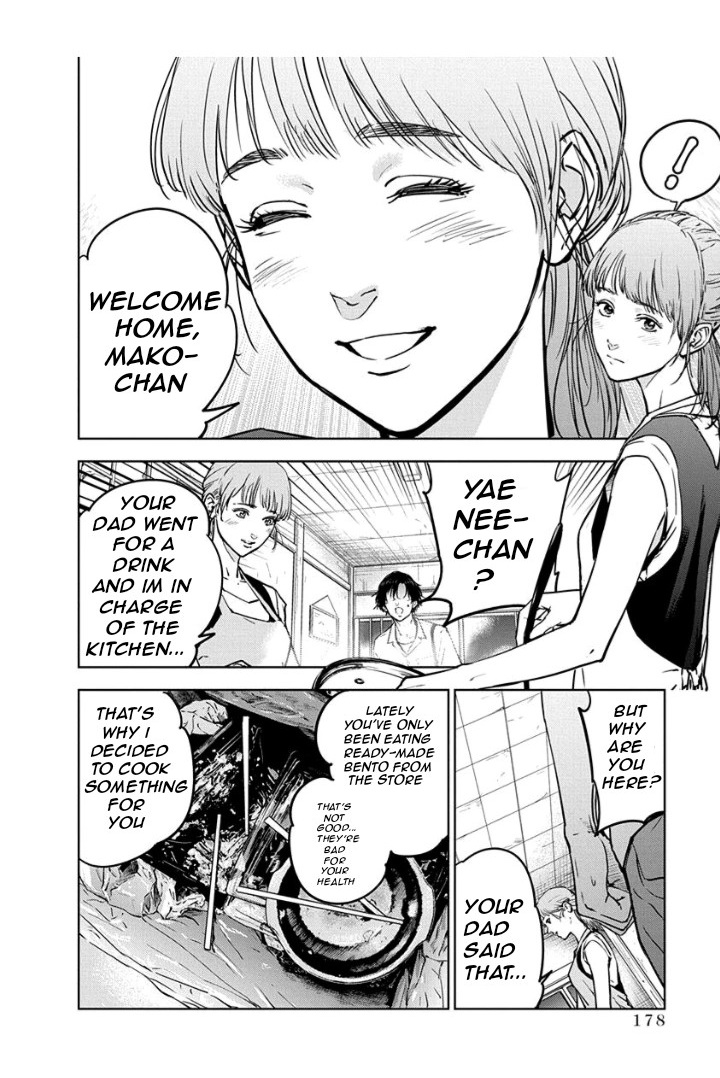 !
WELCOME
HOME,
MAKO-
CHAN
YAE
NEE-
CHAN
?
YOUR
DAD WENT
FOR A
DRINK
AND IM IN
CHARGE
OF THE
KITCHEN...
BUT
WHY
ARE
YOU
HERE?
YOUR
DAD
SAID
THAT...
LATELY
YOU'VE ONLY
BEEN EATING
READY-MADE
BENTO FROM
THE STORE
THAT'S
NOT
GOOD...
THEY'RE
BAD
FOR
YOUR
HEALTH
THAT'S
WHY I
DECIDED
TO COOK
SOMETHING
FOR
YOU
178